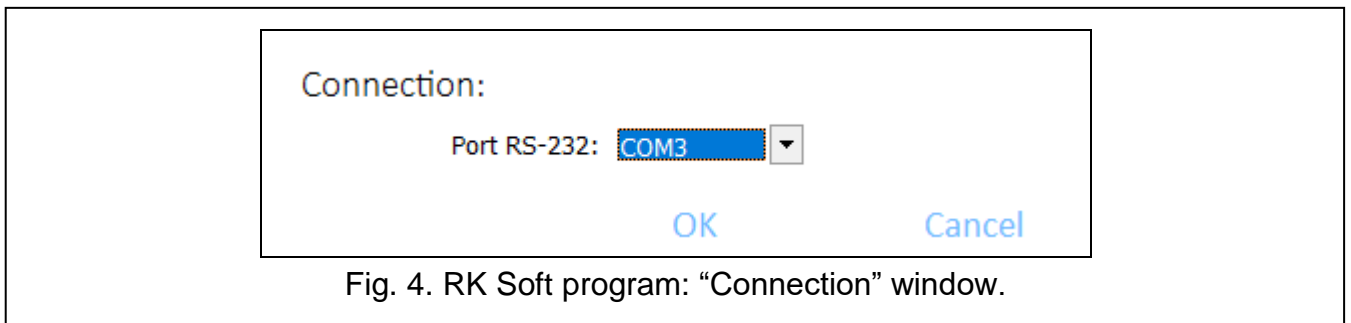 Connection:
Port RS-232: COM3
OK Cancel
Fig. 4. RK Soft program: “Connection” window.